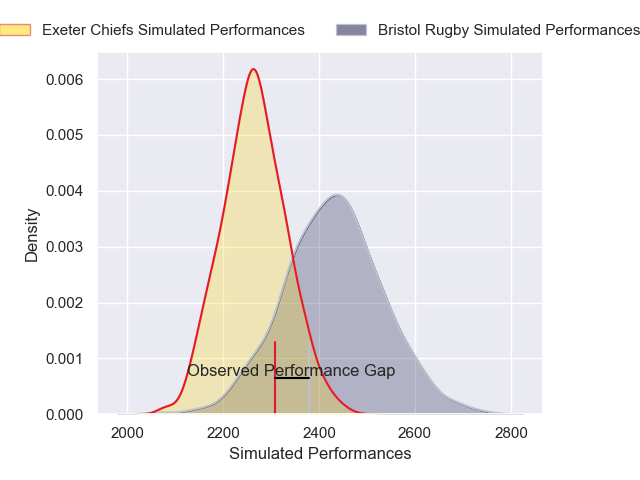 Exeter Chiefs Simulated Performances
Bristol Rugby Simulated Performances
0.006
0.005
0.004
0.003
0.002
0.001
0.000
Density
Observed Performance Gap
2000
2200
2400
2600
2800
Simulated Performances